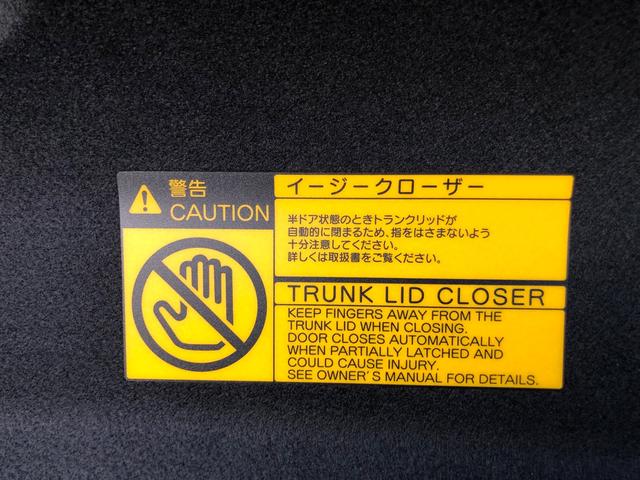 警告
CAUTION
イージークローザー
半ドア状態のときトランクリッドが
自動的に閉まるため、指をはさまないよう
十分注意してください。
詳しくは取扱書をご覧ください。
TRUNK LID CLOSER
KEEP FINGERS AWAY FROM THE
TRUNK LID WHEN CLOSING.
DOOR CLOSES AUTOMATICALLY
WHEN PARTIALLY LATCHED AND
COULD CAUSE INJURY.
SEE OWNER'S MANUAL FOR DETAILS.